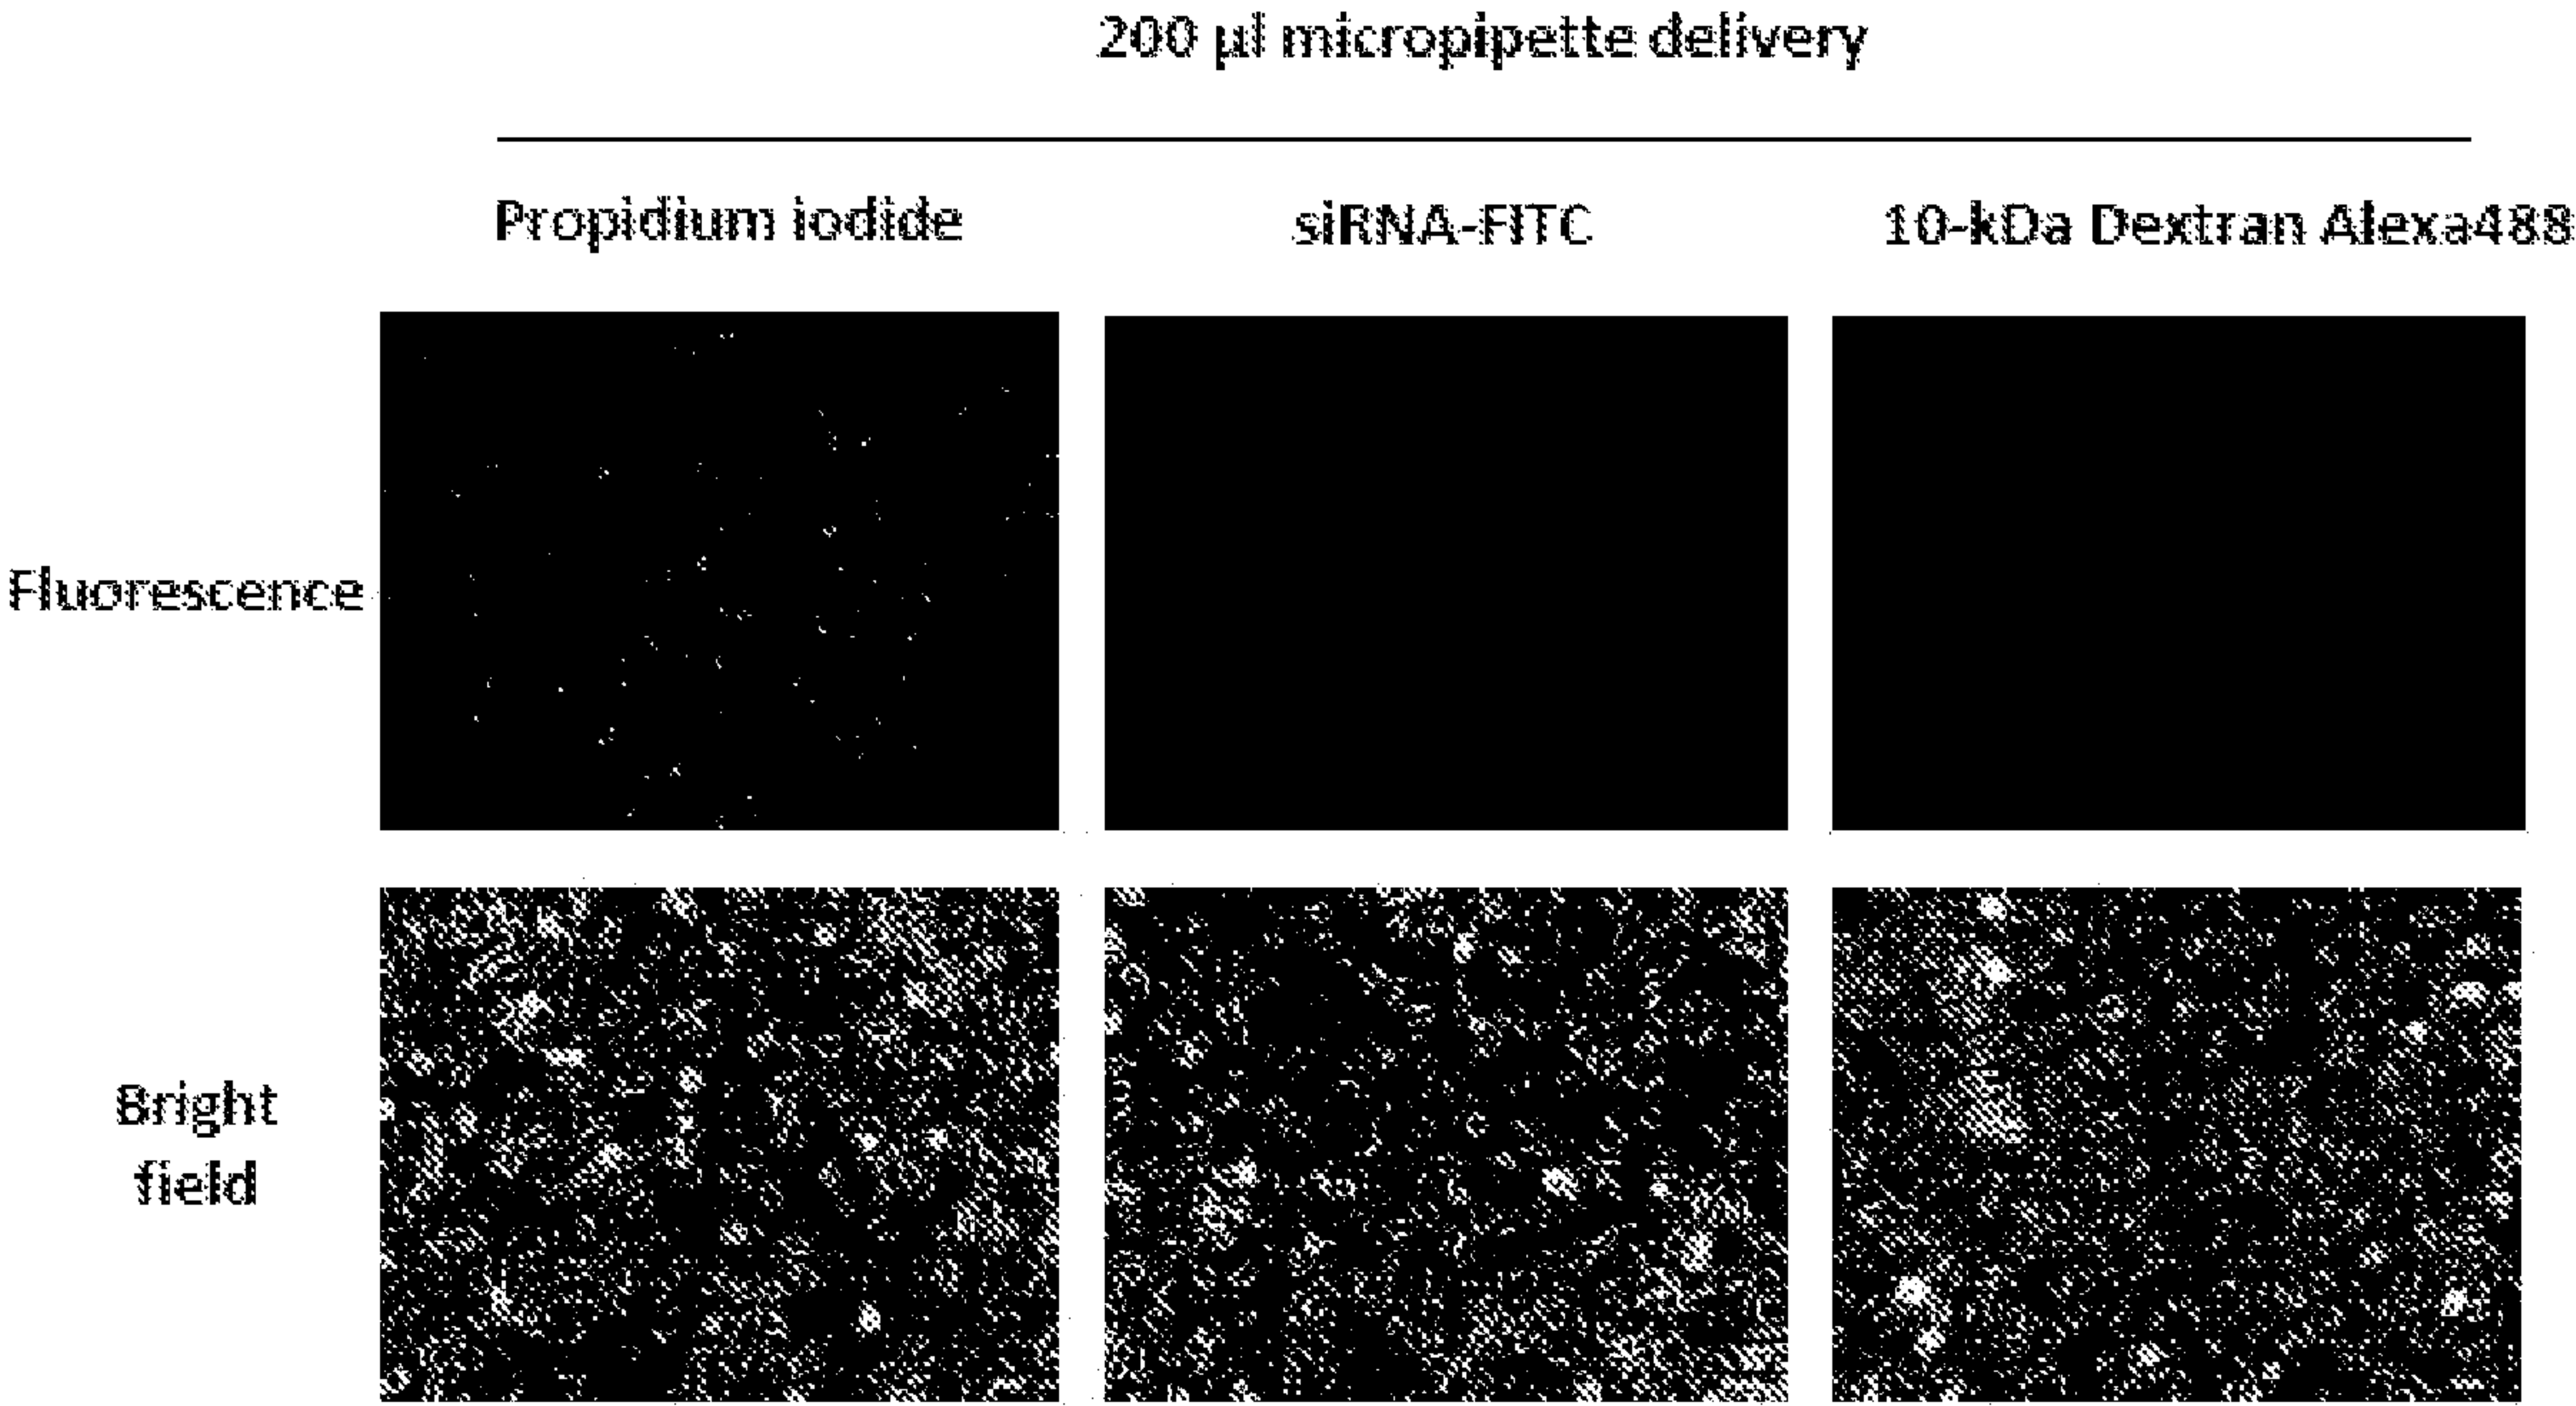 200 µl micropipette delivery
Propidium iodide
siRNA-FITC
10-kDa Dextran Alexa488
Fluorescence
Bright
field